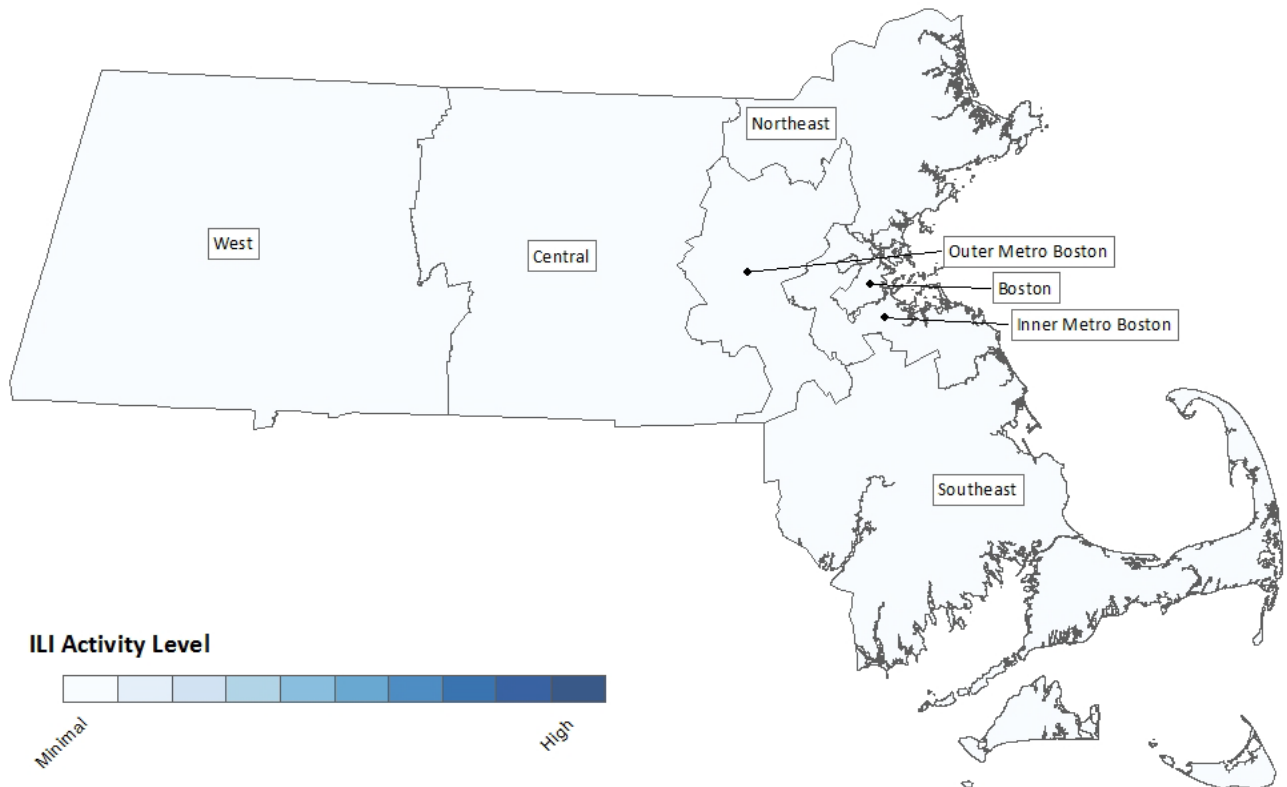 Northeast
West
Central
Outer Metro Boston
Boston
Inner Metro Boston
Southeast
ILI Activity Level
Minimal
High